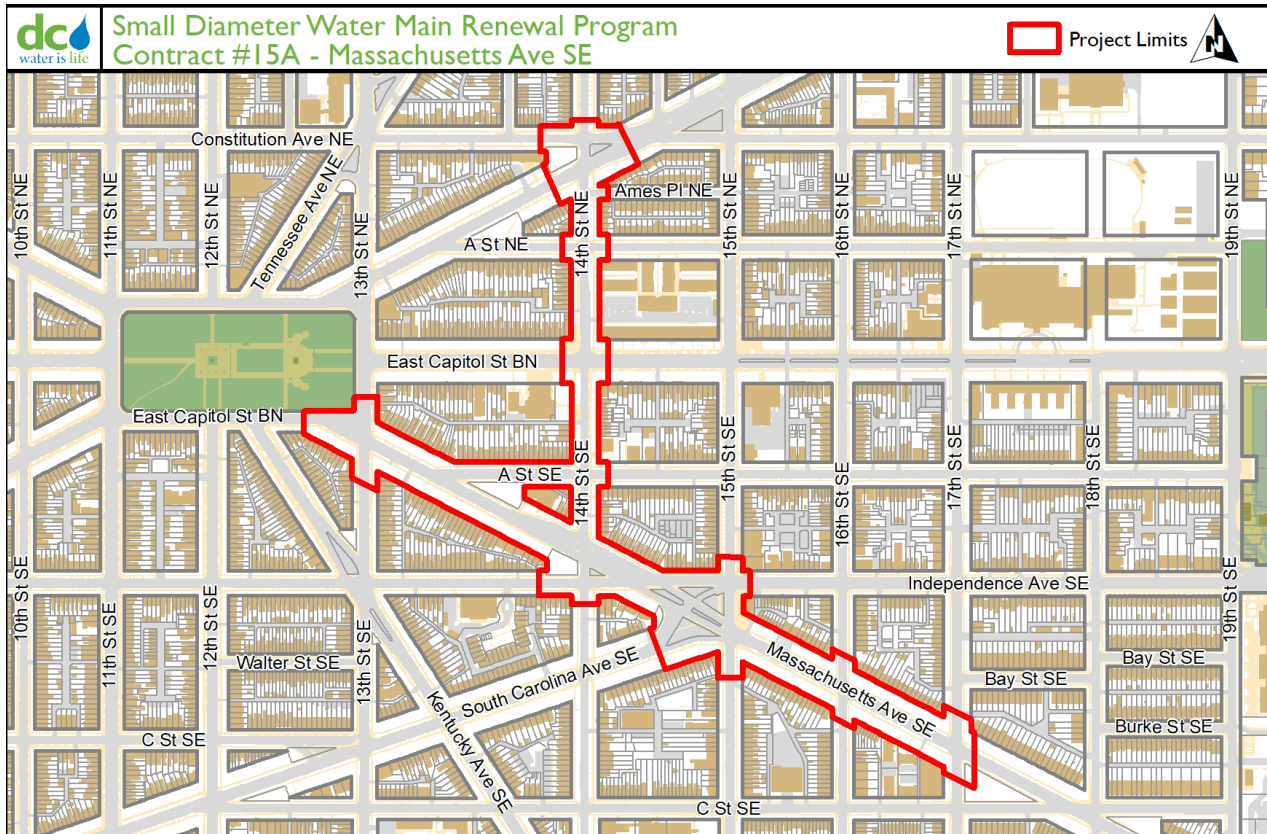 dc
water is life
Small Diameter Water Main Renewal Program
Contract #15A - Massachusetts Ave SE
Project Limits
N
Constitution Ave NE
Tennessee Ave NE
Ames Pl NE
10th St NE
11th St NE
12th St NE
13th St NE
14th St NE
15th St NE
16th St NE
17th St NE
19th St NE
A St NE
East Capitol St BN
East Capitol St BN
A St SE
14th St SE
15th St SE
16th St SE
17th St SE
18th St SE
Independence Ave SE
10th St SE
11th St SE
12th St SE
13th St SE
19th St SE
Walter St SE
South Carolina Ave SE
Massachusetts Ave SE
Bay St SE
Bay St SE
Kentucky Ave SE
C St SE
Burke St SE
C St SE